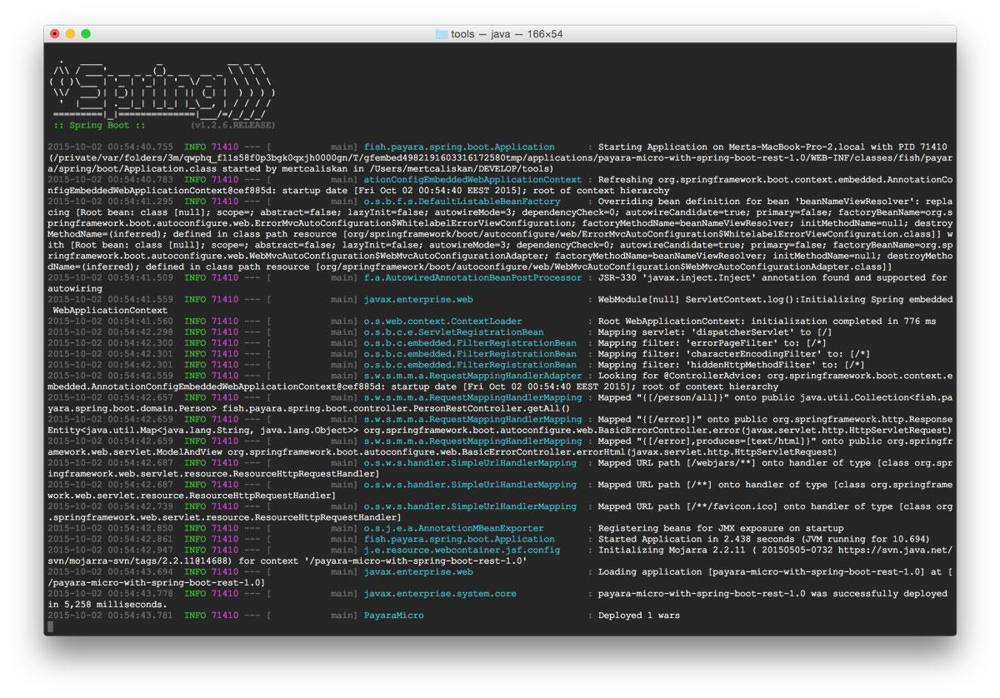 tools — java — 166×54
  .   ____          _            __ _ _
 /\\ / ___'_ __ _ _(_)_ __  __ _ \ \ \ \
( ( )\___ | '_ | '_| | '_ \/ _` | \ \ \ \
 \\/  ___)| |_)| | | | | || (_| |  ) ) ) )
  '  |____| .__|_| |_|_| |_\__, | / / / /
 =========|_|==============|___/=/_/_/_/
 :: Spring Boot ::        (v1.2.6.RELEASE)
2015-10-02 00:54:40.755  INFO 71410 --- [           main] fish.payara.spring.boot.Application      : Starting Application on Merts-MacBook-Pro-2.local with PID 71410
(/private/var/folders/3m/qwphq_f11s58f0p3bgk0qxjh0000gn/T/gfembed4982191603316172580tmp/applications/payara-micro-with-spring-boot-rest-1.0/WEB-INF/classes/fish/payar
a/spring/boot/Application.class started by mertcaliskan in /Users/mertcaliskan/DEVELOP/tools)
2015-10-02 00:54:40.783  INFO 71410 --- [           main] ationConfigEmbeddedWebApplicationContext : Refreshing org.springframework.boot.context.embedded.AnnotationCo
nfigEmbeddedWebApplicationContext@cef885d: startup date [Fri Oct 02 00:54:40 EEST 2015]; root of context hierarchy
2015-10-02 00:54:41.295  INFO 71410 --- [           main] o.s.b.f.s.DefaultListableBeanFactory     : Overriding bean definition for bean 'beanNameViewResolver': repla
cing [Root bean: class [null]; scope=; abstract=false; lazyInit=false; autowireMode=3; dependencyCheck=0; autowireCandidate=true; primary=false; factoryBeanName=org.s
pringframework.boot.autoconfigure.web.ErrorMvcAutoConfiguration$WhitelabelErrorViewConfiguration; factoryMethodName=beanNameViewResolver; initMethodName=null; destroy
MethodName=(inferred); defined in class path resource [org/springframework/boot/autoconfigure/web/ErrorMvcAutoConfiguration$WhitelabelErrorViewConfiguration.class]] w
ith [Root bean: class [null]; scope=; abstract=false; lazyInit=false; autowireMode=3; dependencyCheck=0; autowireCandidate=true; primary=false; factoryBeanName=org.sp
ringframework.boot.autoconfigure.web.WebMvcAutoConfiguration$WebMvcAutoConfigurationAdapter; factoryMethodName=beanNameViewResolver; initMethodName=null; destroyMetho
dName=(inferred); defined in class path resource [org/springframework/boot/autoconfigure/web/WebMvcAutoConfiguration$WebMvcAutoConfigurationAdapter.class]]
2015-10-02 00:54:41.509  INFO 71410 --- [           main] f.a.AutowiredAnnotationBeanPostProcessor : JSR-330 'javax.inject.Inject' annotation found and supported for
autowiring
2015-10-02 00:54:41.559  INFO 71410 --- [           main] javax.enterprise.web                     : WebModule[null] ServletContext.log():Initializing Spring embedded
 WebApplicationContext
2015-10-02 00:54:41.560  INFO 71410 --- [           main] o.s.web.context.ContextLoader            : Root WebApplicationContext: initialization completed in 776 ms
2015-10-02 00:54:42.298  INFO 71410 --- [           main] o.s.b.c.e.ServletRegistrationBean        : Mapping servlet: 'dispatcherServlet' to [/]
2015-10-02 00:54:42.300  INFO 71410 --- [           main] o.s.b.c.embedded.FilterRegistrationBean  : Mapping filter: 'errorPageFilter' to: [/*]
2015-10-02 00:54:42.301  INFO 71410 --- [           main] o.s.b.c.embedded.FilterRegistrationBean  : Mapping filter: 'characterEncodingFilter' to: [/*]
2015-10-02 00:54:42.301  INFO 71410 --- [           main] o.s.b.c.embedded.FilterRegistrationBean  : Mapping filter: 'hiddenHttpMethodFilter' to: [/*]
2015-10-02 00:54:42.559  INFO 71410 --- [           main] s.w.s.m.m.a.RequestMappingHandlerAdapter : Looking for @ControllerAdvice: org.springframework.boot.context.e
mbedded.AnnotationConfigEmbeddedWebApplicationContext@cef885d: startup date [Fri Oct 02 00:54:40 EEST 2015]; root of context hierarchy
2015-10-02 00:54:42.657  INFO 71410 --- [           main] s.w.s.m.m.a.RequestMappingHandlerMapping : Mapped "{[/person/all]}" onto public java.util.Collection<fish.pa
yara.spring.boot.domain.Person> fish.payara.spring.boot.controller.PersonRestController.getAll()
2015-10-02 00:54:42.659  INFO 71410 --- [           main] s.w.s.m.m.a.RequestMappingHandlerMapping : Mapped "{[/error]}" onto public org.springframework.http.Response
Entity<java.util.Map<java.lang.String, java.lang.Object>> org.springframework.boot.autoconfigure.web.BasicErrorController.error(javax.servlet.http.HttpServletRequest)
2015-10-02 00:54:42.659  INFO 71410 --- [           main] s.w.s.m.m.a.RequestMappingHandlerMapping : Mapped "{[/error],produces=[text/html]}" onto public org.springfr
amework.web.servlet.ModelAndView org.springframework.boot.autoconfigure.web.BasicErrorController.errorHtml(javax.servlet.http.HttpServletRequest)
2015-10-02 00:54:42.687  INFO 71410 --- [           main] o.s.w.s.handler.SimpleUrlHandlerMapping  : Mapped URL path [/webjars/**] onto handler of type [class org.spr
ingframework.web.servlet.resource.ResourceHttpRequestHandler]
2015-10-02 00:54:42.687  INFO 71410 --- [           main] o.s.w.s.handler.SimpleUrlHandlerMapping  : Mapped URL path [/**] onto handler of type [class org.springframe
work.web.servlet.resource.ResourceHttpRequestHandler]
2015-10-02 00:54:42.739  INFO 71410 --- [           main] o.s.w.s.handler.SimpleUrlHandlerMapping  : Mapped URL path [/**/favicon.ico] onto handler of type [class org
.springframework.web.servlet.resource.ResourceHttpRequestHandler]
2015-10-02 00:54:42.850  INFO 71410 --- [           main] o.s.j.e.a.AnnotationMBeanExporter        : Registering beans for JMX exposure on startup
2015-10-02 00:54:42.861  INFO 71410 --- [           main] fish.payara.spring.boot.Application      : Started Application in 2.438 seconds (JVM running for 10.694)
2015-10-02 00:54:42.947  INFO 71410 --- [           main] j.e.resource.webcontainer.jsf.config     : Initializing Mojarra 2.2.11 ( 20150505-0732 https://svn.java.net/
svn/mojarra~svn/tags/2.2.11@14688) for context '/payara-micro-with-spring-boot-rest-1.0'
2015-10-02 00:54:43.694  INFO 71410 --- [           main] javax.enterprise.web                     : Loading application [payara-micro-with-spring-boot-rest-1.0] at [
/payara-micro-with-spring-boot-rest-1.0]
2015-10-02 00:54:43.778  INFO 71410 --- [           main] javax.enterprise.system.core             : payara-micro-with-spring-boot-rest-1.0 was successfully deployed
in 5,258 milliseconds.
2015-10-02 00:54:43.781  INFO 71410 --- [           main] PayaraMicro                              : Deployed 1 wars